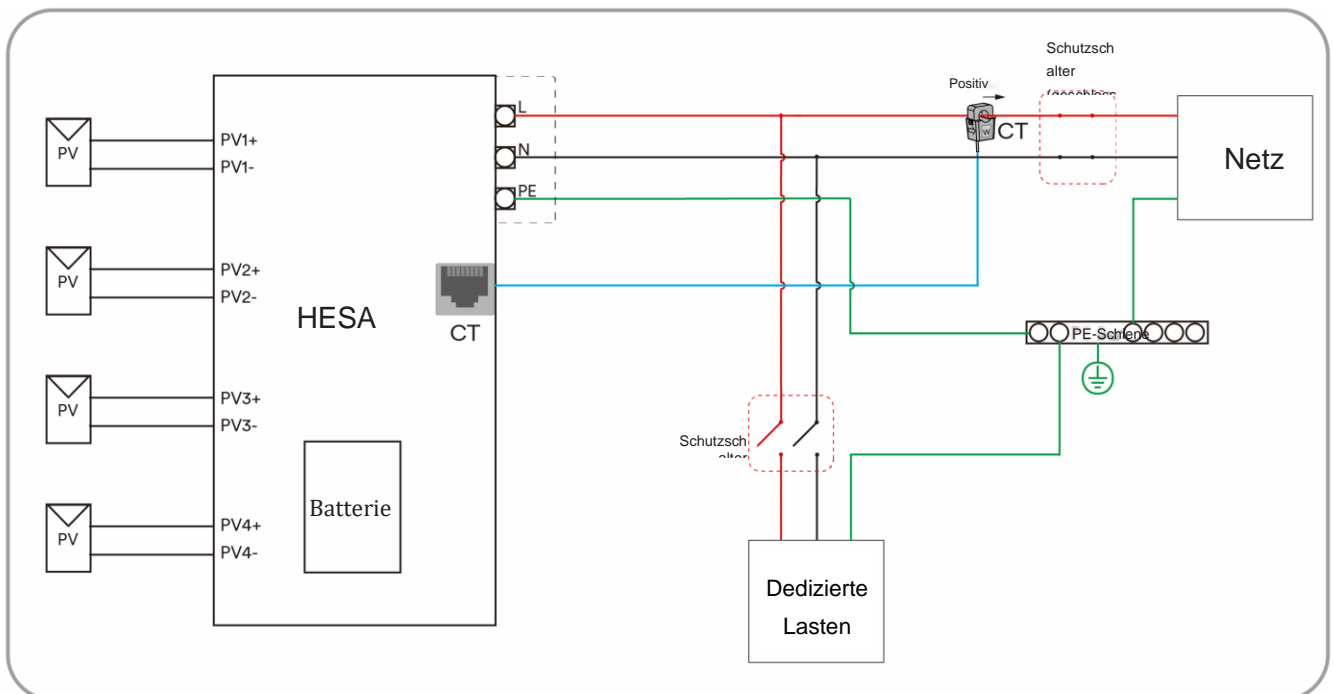 Schutzsch
alter
Positiv
L
CT
N
Netz
PE
PV
PV1+
PV1-
PV
PV2+
PV2-
HESA
CT
PE-Schiene
PV
PV3+
PV3-
Schutzsch
alter
PV
PV4+
PV4-
Batterie
Dedizierte
Lasten